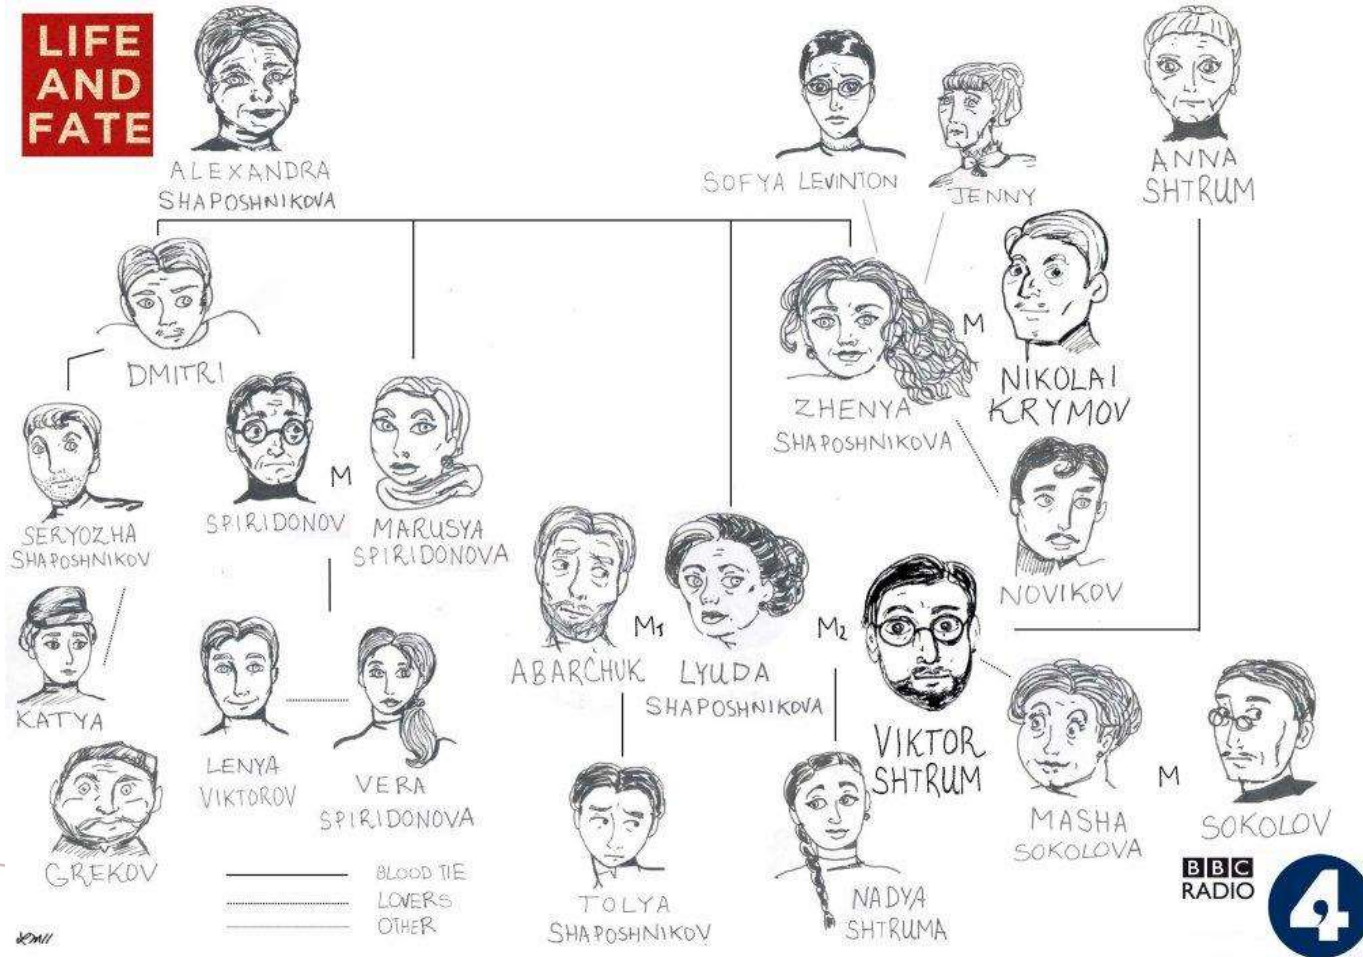 LIFE
AND
FATE
ALEXANDRA
SHAPOSHNIKOVA
SOFYA LEVINTON
JENNY
ANNA
SHTRUM
DMITRI
M
NIKOLAI
KRYMOV
ZHENYA
SHAPOSHNIKOVA
SERYOZHA
SHAPOSHNIKOV
SPIRIDONOV
M
MARUSYA
SPIRIDONOVA
NOVIKOV
ABARCHUK
M1
LYUDA
SHAPOSHNIKOVA
M2
VIKTOR
SHTRUM
KATYA
LENYA
VIKTOROV
VERA
SPIRIDONOVA
MASHA
SOKOLOVA
M
SOKOLOV
GREKOV
TOLYA
SHAPOSHNIKOV
NADYA
SHTRUMA
BLOOD TIE
LOVERS
OTHER
BBC
RADIO
4